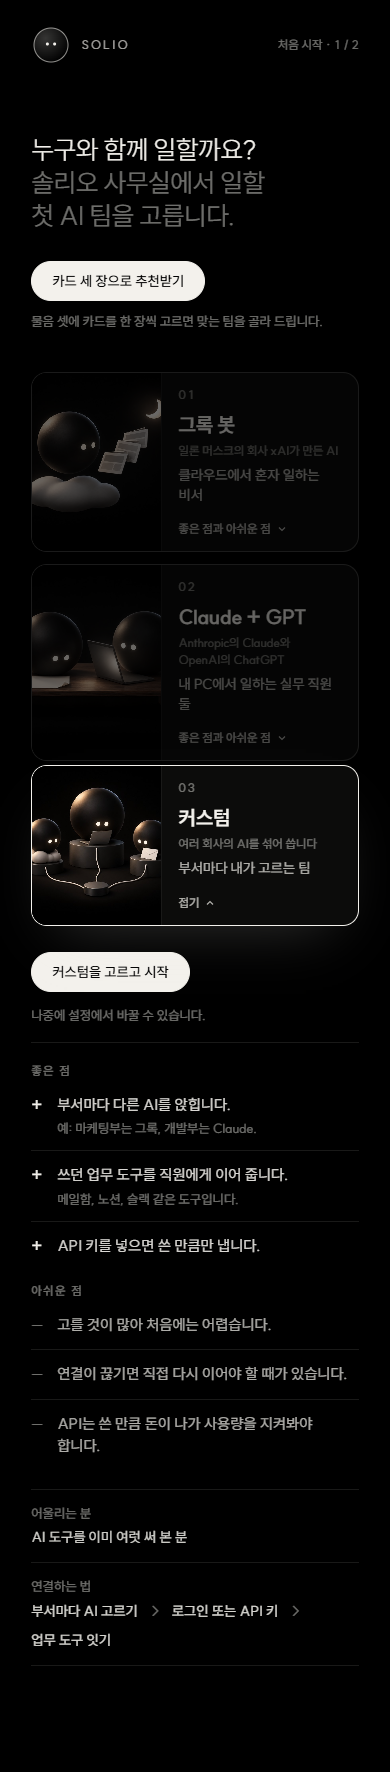 SOLIO
처음 시작 · 1 / 2
누구와 함께 일할까요?
솔리오 사무실에서 일할
첫 AI 팀을 고릅니다.
카드 세 장으로 추천받기
물음 셋에 카드를 한 장씩 고르면 맞는 팀을 골라 드립니다.
01
그록 봇
일론 머스크의 회사 xAI가 만든 AI
클라우드에서 혼자 일하는
비서
좋은 점과 아쉬운 점
02
Claude + GPT
Anthropic의 Claude와
OpenAI의 ChatGPT
내 PC에서 일하는 실무 직원
둘
좋은 점과 아쉬운 점
03
커스텀
여러 회사의 AI를 섞어 씁니다
부서마다 내가 고르는 팀
접기
커스텀을 고르고 시작
나중에 설정에서 바꿀 수 있습니다.
좋은 점
+ 부서마다 다른 AI를 앉힙니다.
예: 마케팅부는 그록, 개발부는 Claude.
+ 쓰던 업무 도구를 직원에게 이어 줍니다.
메일함, 노션, 슬랙 같은 도구입니다.
+ API 키를 넣으면 쓴 만큼만 냅니다.
아쉬운 점
— 고를 것이 많아 처음에는 어렵습니다.
— 연결이 끊기면 직접 다시 이어야 할 때가 있습니다.
— API는 쓴 만큼 돈이 나가 사용량을 지켜봐야
합니다.
어울리는 분
AI 도구를 이미 여럿 써 본 분
연결하는 법
부서마다 AI 고르기 > 로그인 또는 API 키 >
업무 도구 잇기